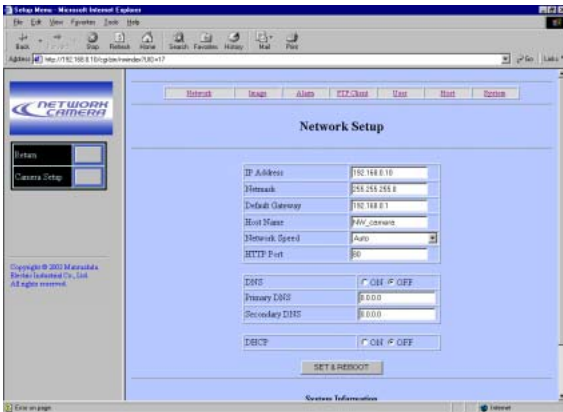 Setup Menu - Microsoft Internet Explorer
File Edit View Favorites Tools Help
Back Stop Refresh Home Search Favorites History Mail Print
Address Go Links
Network Image Alarm FTP Client User Host System
NETWORK
CAMERA
Network Setup
Return
Camera Setup
IP Address 192.168.0.10
Netmask 255.255.255.0
Default Gateway 192.168.0.1
Host Name NW_camera
Network Speed Auto
HTTP Port 80
Copyright © 2002 Matsushita
Electric Industrial Co., Ltd.
All rights reserved.
DNS ON OFF
Primary DNS 0.0.0.0
Secondary DNS 0.0.0.0
DHCP ON OFF
SET & REBOOT
System Information
Error on page. Internet